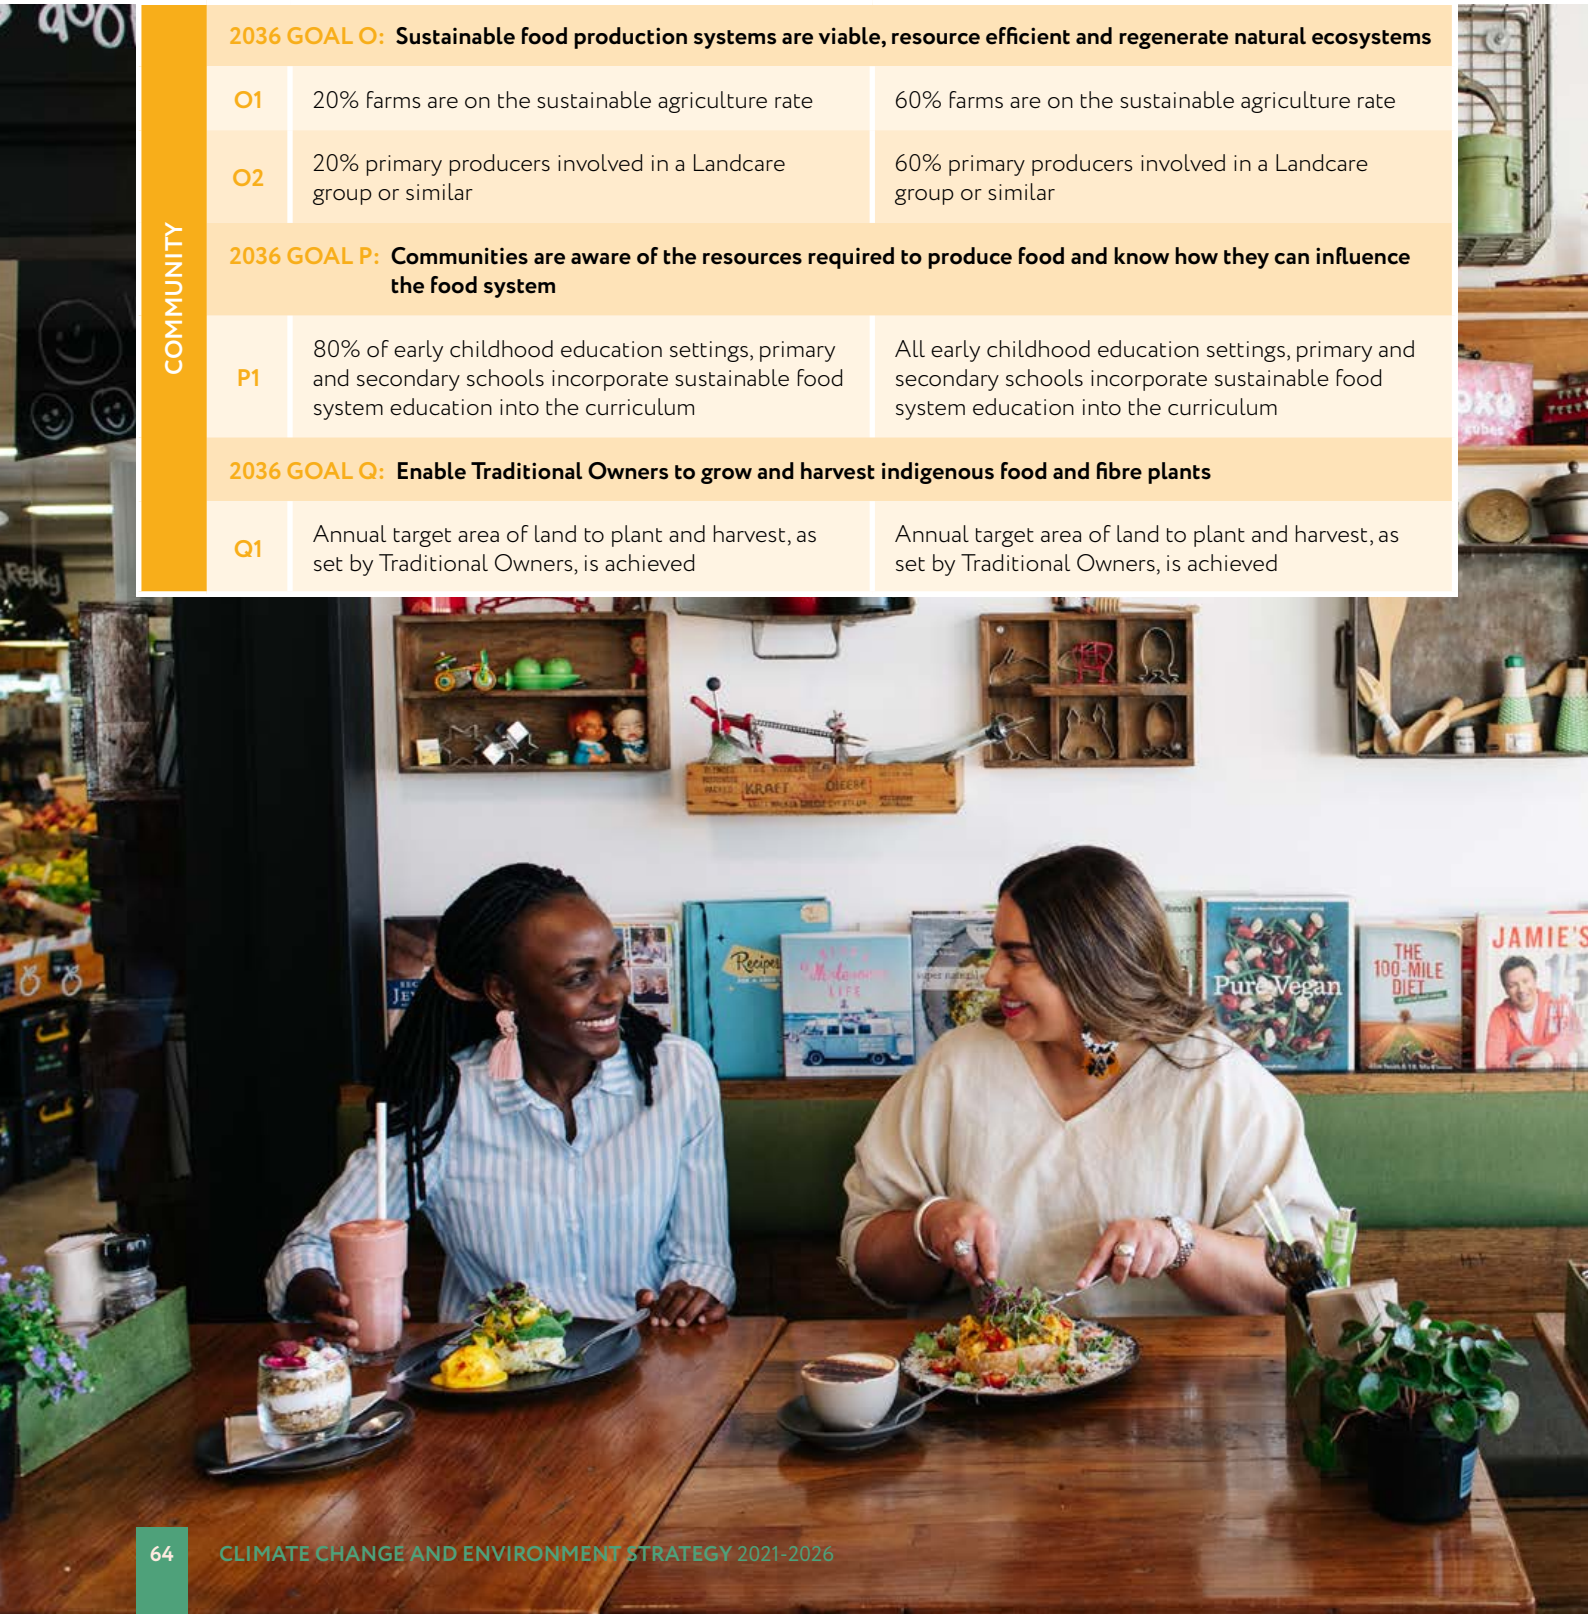 COMMUNITY
2036 GOAL O: Sustainable food production systems are viable, resource efficient and regenerate natural ecosystems
O1
20% farms are on the sustainable agriculture rate
60% farms are on the sustainable agriculture rate
O2
20% primary producers involved in a Landcare
group or similar
60% primary producers involved in a Landcare
group or similar
2036 GOAL P: Communities are aware of the resources required to produce food and know how they can influence
the food system
P1
80% of early childhood education settings, primary
and secondary schools incorporate sustainable food
system education into the curriculum
All early childhood education settings, primary and
secondary schools incorporate sustainable food
system education into the curriculum
2036 GOAL Q: Enable Traditional Owners to grow and harvest indigenous food and fibre plants
Q1
Annual target area of land to plant and harvest, as
set by Traditional Owners, is achieved
Annual target area of land to plant and harvest, as
set by Traditional Owners, is achieved
OXO
cubes
KRAFT CHEESE
Recipes
LIFE
super natural
Pure Vegan
THE
100-MILE
DIET
JAMIE'S
15
64
CLIMATE CHANGE AND ENVIRONMENT STRATEGY 2021-2026